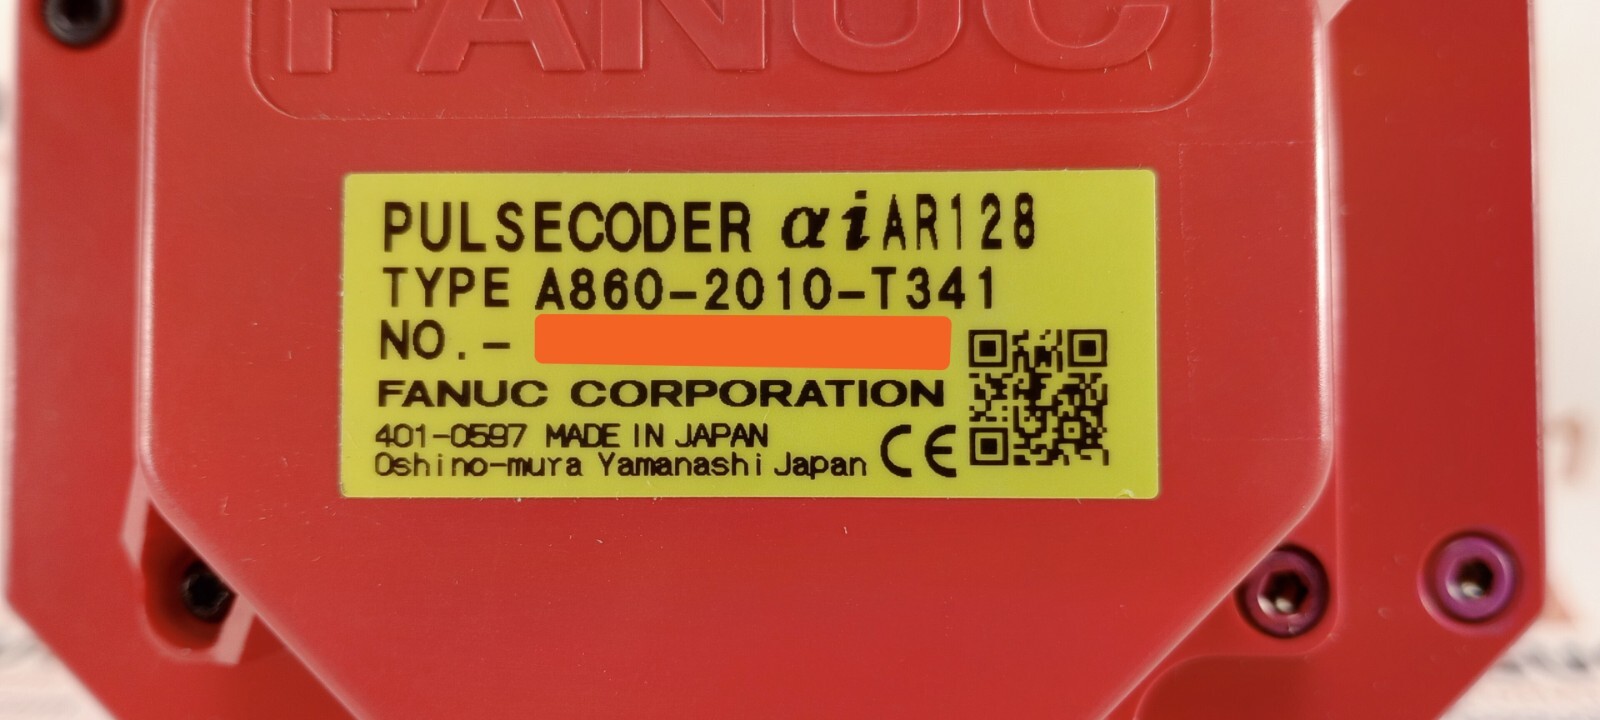 FANUC
PULSECODER αiAR128
TYPE A860-2010-T341
NO.-
FANUC CORPORATION
401-0597 MADE IN JAPAN
Oshino-mura Yamanashi Japan CE